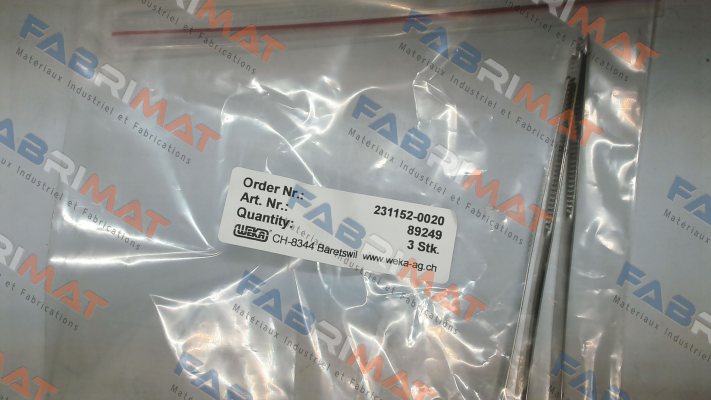 Order Nr.: 231152-0020
Art. Nr.: 89249
Quantity: 3 Stk.
WEKA CH-8344 Bäretswil www.weka-ag.ch
FABRIMAT
Materiaux Industriel et Fabrications